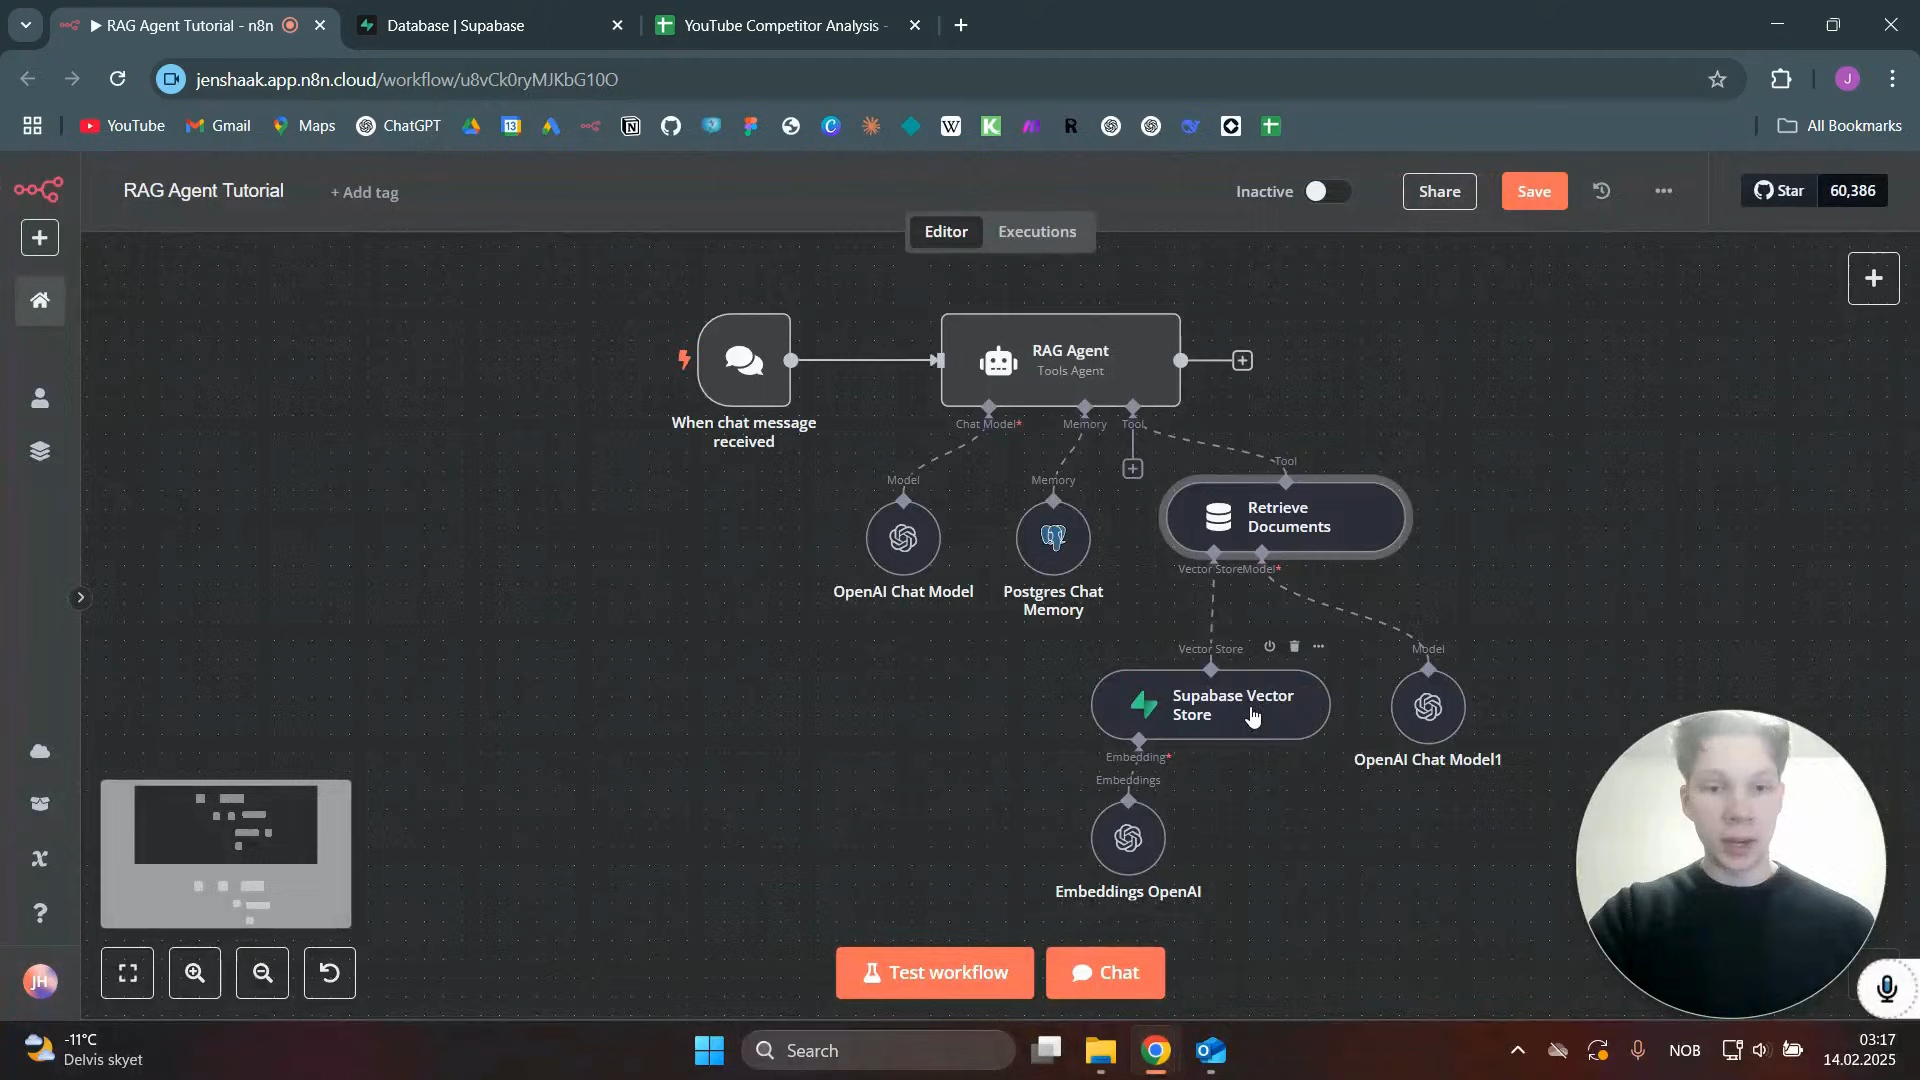 RAG Agent Tutorial - n8n
Database | Supabase
YouTube Competitor Analysis -
jenshaak.app.n8n.cloud/workflow/u8vCk0ryMJKbG10O
YouTube
Gmail
Maps
ChatGPT
All Bookmarks
RAG Agent Tutorial
+ Add tag
Inactive
Share
Save
Star
60,386
Editor
Executions
RAG Agent
Tools Agent
When chat message
received
Chat Model*
Memory
Tool
Tool
Model
Memory
Retrieve
Documents
OpenAI Chat Model
Postgres Chat
Memory
Vector Store
Model*
Vector Store
Model
Supabase Vector
Store
OpenAI Chat Model1
Embedding*
Embeddings
Embeddings OpenAI
JH
Test workflow
Chat
-11°C
Delvis skyet
Search
NOB
03:17
14.02.2025